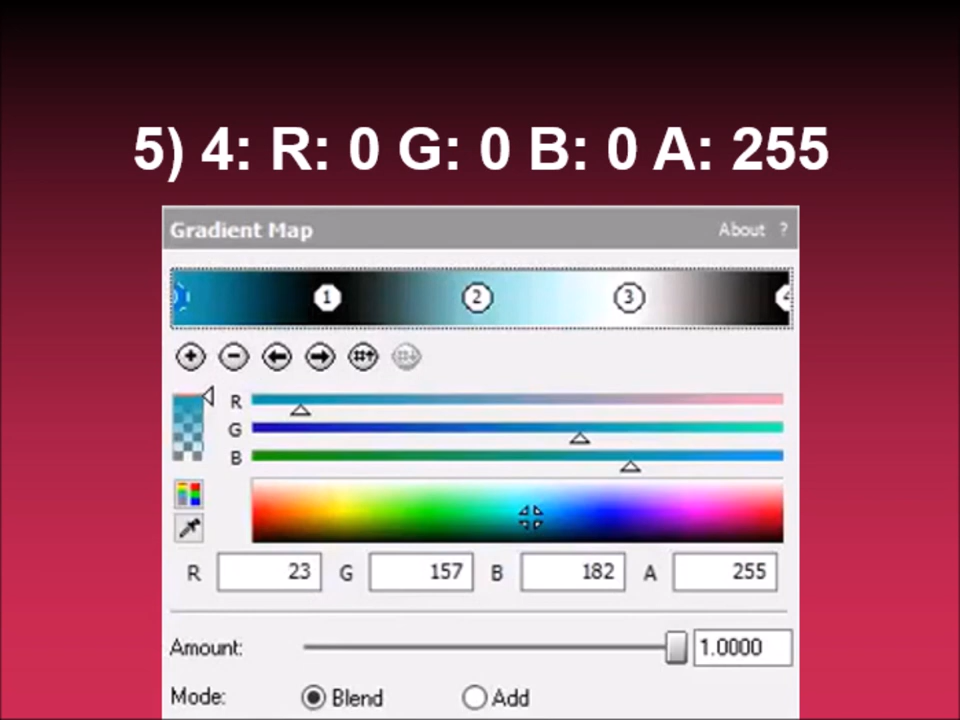 5) 4: R: 0 G: 0 B: 0 A: 255
Gradient Map About ?
1 2 3 4
R
G
B
R 23 G 157 B 182 A 255
Amount: 1.0000
Mode: Blend Add